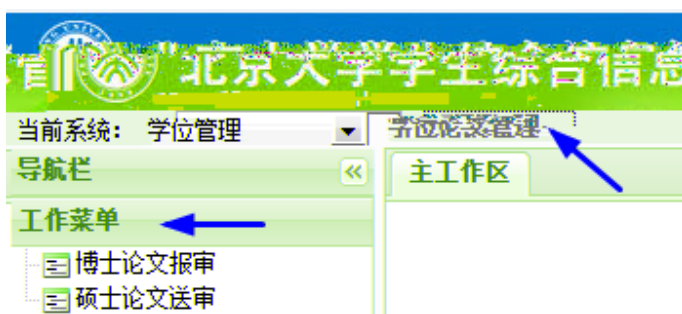 北京大学学生综合信息
当前系统： 学位管理 学位论文管理
导航栏 主工作区
工作菜单
博士论文报审
硕士论文送审